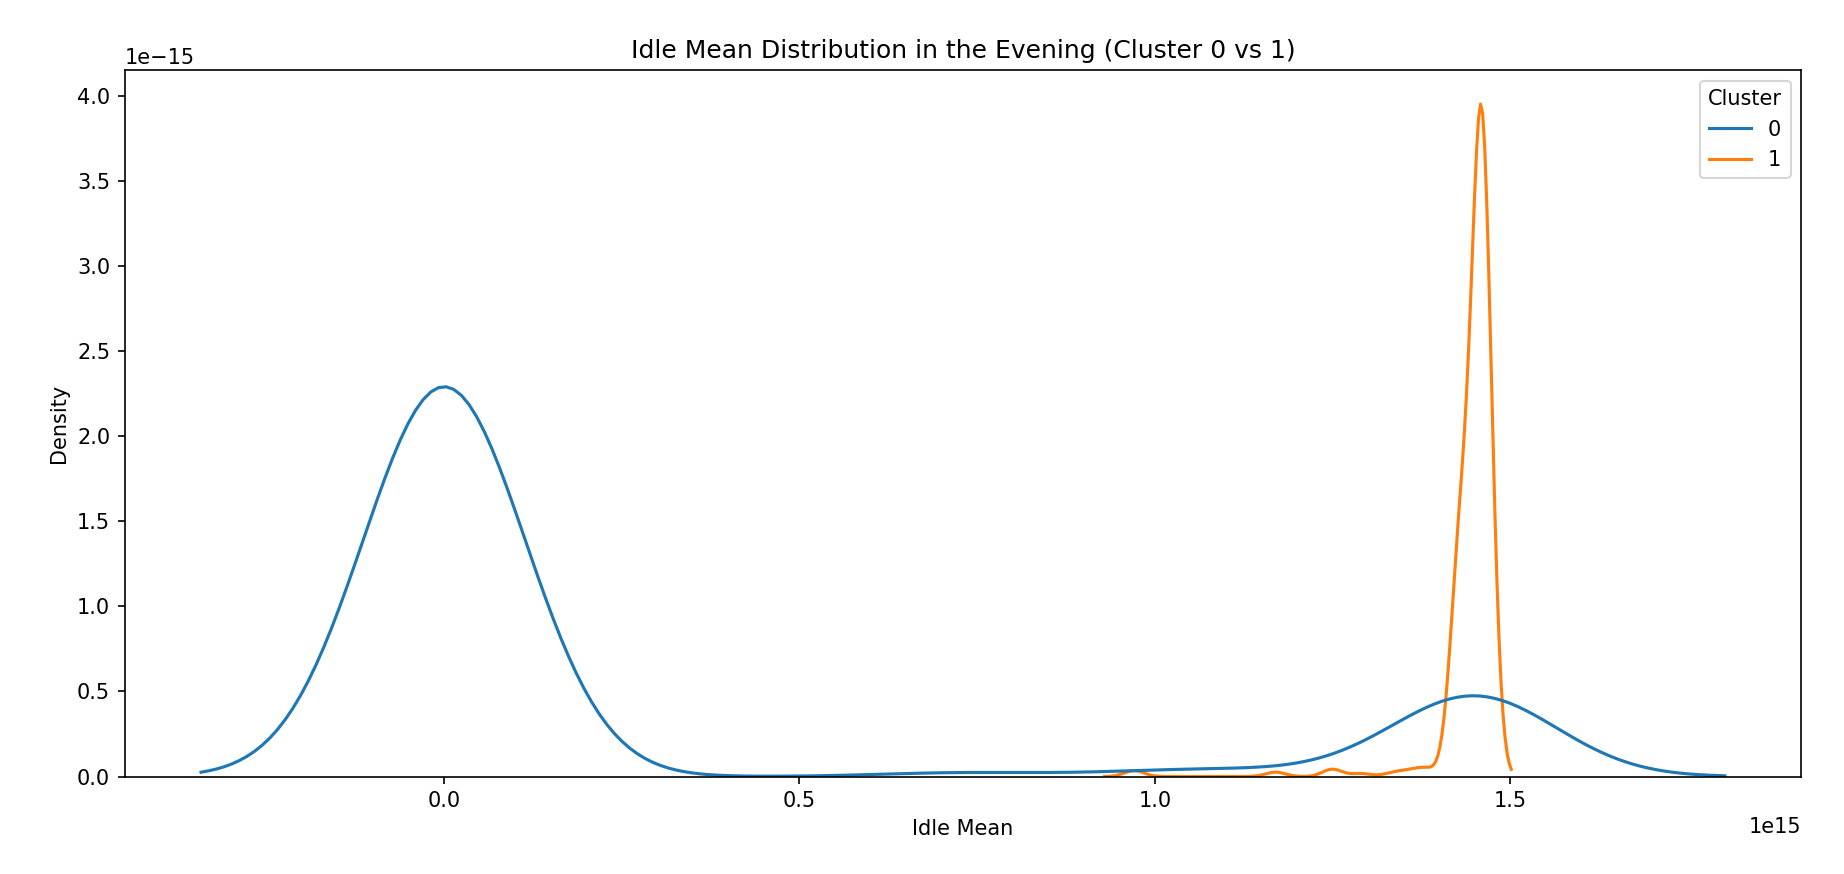 Idle Mean Distribution in the Evening (Cluster 0 vs 1)
1e−15
4.0
3.5
3.0
2.5
2.0
1.5
1.0
0.5
0.0
Density
Cluster
0
1
0.0 0.5 1.0 1.5
Idle Mean
1e15